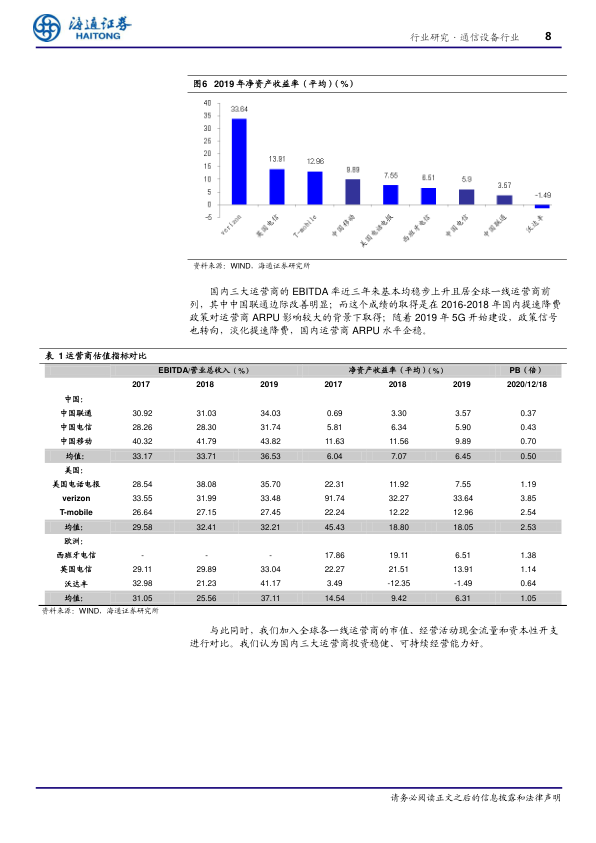 海通证券
HAITONG
行业研究·通信设备行业 8
图6 2019 年净资产收益率（平均）(%)
40
35
30
25
20
15
10
5
0
-5
33.64
13.91
12.96
9.89
7.55
6.51
5.9
3.57
-1.49
verizon
英国电信
T-mobile
中国移动
美国电话电报
西班牙电信
中国电信
中国联通
沃达丰
资料来源：WIND，海通证券研究所
国内三大运营商的 EBITDA 率近三年来基本均稳步上升且居全球一线运营商前
列，其中中国联通边际改善明显；而这个成绩的取得是在 2016-2018 年国内提速降费
政策对运营商 ARPU 影响较大的背景下取得；随着 2019 年 5G 开始建设，政策信号
也转向，淡化提速降费，国内运营商 ARPU 水平企稳。
表 1 运营商估值指标对比
EBITDA/营业总收入（%） 净资产收益率（平均）(%) PB（倍）
2017 2018 2019 2017 2018 2019 2020/12/18
中国：
中国联通 30.92 31.03 34.03 0.69 3.30 3.57 0.37
中国电信 28.26 28.30 31.74 5.81 6.34 5.90 0.43
中国移动 40.32 41.79 43.82 11.63 11.56 9.89 0.70
均值： 33.17 33.71 36.53 6.04 7.07 6.45 0.50
美国：
美国电话电报 28.54 38.08 35.70 22.31 11.92 7.55 1.19
verizon 33.55 31.99 33.48 91.74 32.27 33.64 3.85
T-mobile 26.64 27.15 27.45 22.24 12.22 12.96 2.54
均值： 29.58 32.41 32.21 45.43 18.80 18.05 2.53
欧洲：
西班牙电信 - - - 17.86 19.11 6.51 1.38
英国电信 29.11 29.89 33.04 22.27 21.51 13.91 1.14
沃达丰 32.98 21.23 41.17 3.49 -12.35 -1.49 0.64
均值： 31.05 25.56 37.11 14.54 9.42 6.31 1.05
资料来源：WIND，海通证券研究所
与此同时，我们加入全球各一线运营商的市值、经营活动现金流量和资本性开支
进行对比。我们认为国内三大运营商投资稳健、可持续经营能力好。
请务必阅读正文之后的信息披露和法律声明